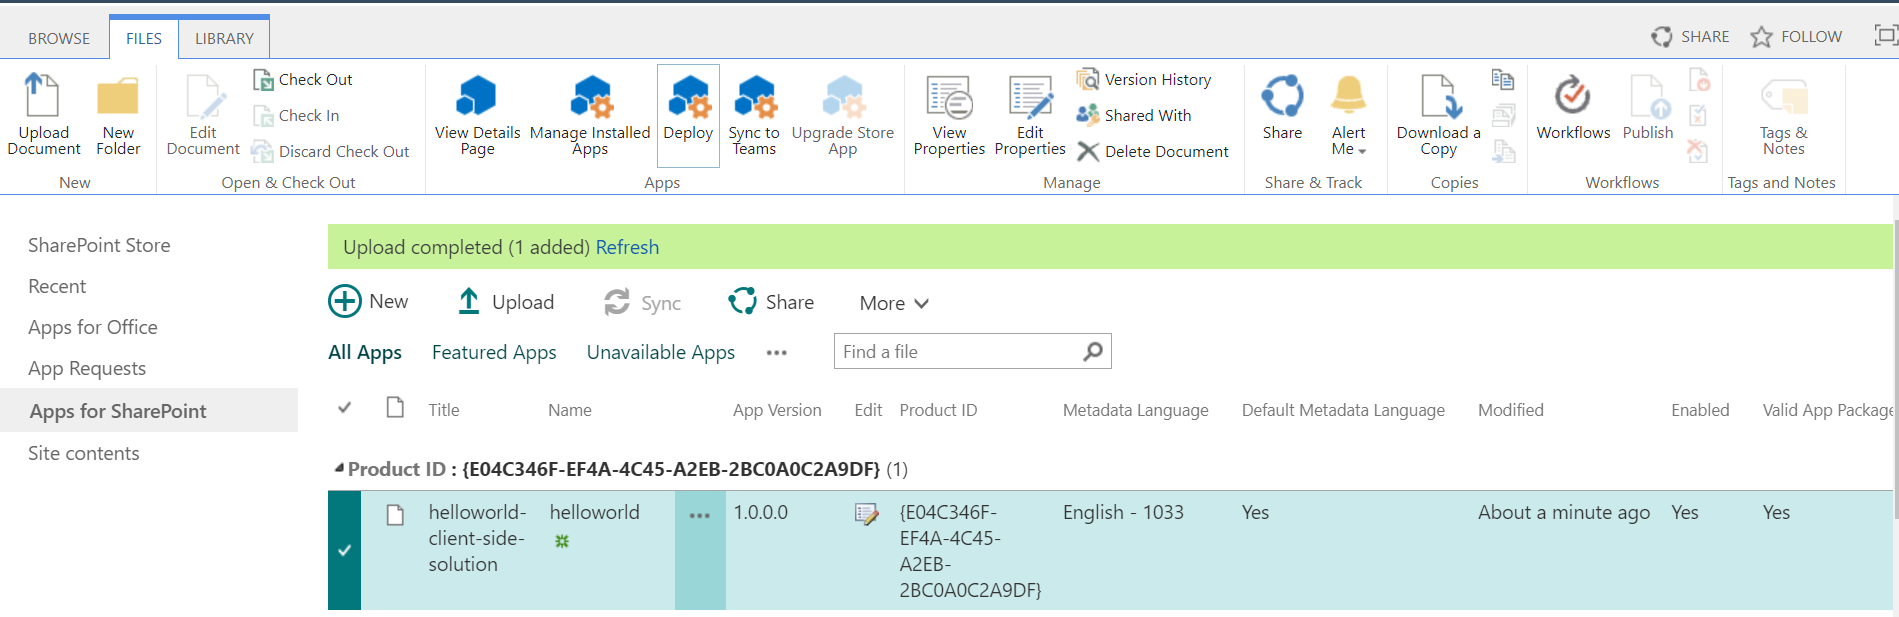 BROWSE FILES LIBRARY SHARE FOLLOW
Upload Document
New Folder
New
Edit Document
Check Out
Check In
Discard Check Out
Open & Check Out
View Details Page
Manage Installed Apps
Deploy
Sync to Teams
Upgrade Store App
Apps
View Properties
Edit Properties
Version History
Shared With
Delete Document
Manage
Share
Alert Me
Share & Track
Download a Copy
Copies
Workflows
Publish
Workflows
Tags & Notes
Tags and Notes
SharePoint Store
Recent
Apps for Office
App Requests
Apps for SharePoint
Site contents
Upload completed (1 added) Refresh
New Upload Sync Share More
All Apps Featured Apps Unavailable Apps ••• Find a file
Title Name App Version Edit Product ID Metadata Language Default Metadata Language Modified Enabled Valid App Package
Product ID : {E04C346F-EF4A-4C45-A2EB-2BC0A0C2A9DF} (1)
helloworld- helloworld ••• 1.0.0.0 {E04C346F- English - 1033 Yes About a minute ago Yes Yes
client-side- EF4A-4C45-
solution A2EB-
2BC0A0C2A9DF}